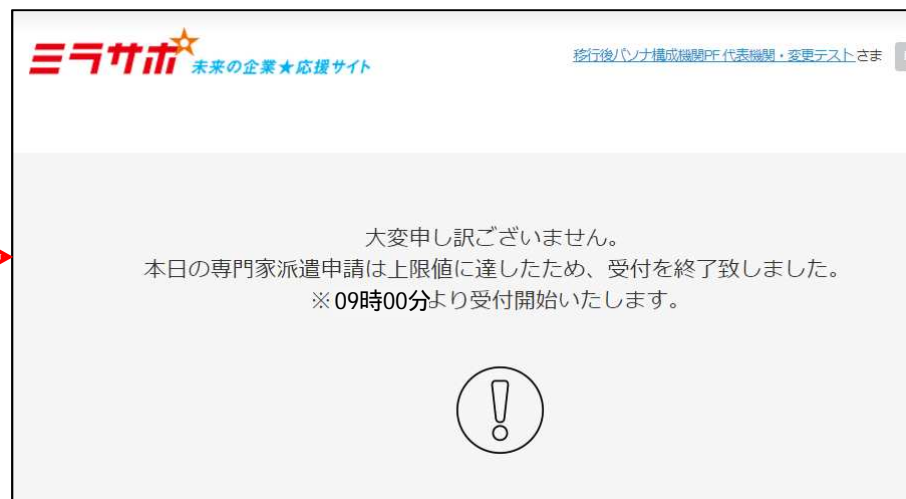 ミラサポ 未来の企業★応援サイト
移行後パソナ構成機関PF 代表機関・変更テストさま
大変申し訳ございません。
本日の専門家派遣申請は上限値に達したため、受付を終了致しました。
※09時00分より受付開始いたします。